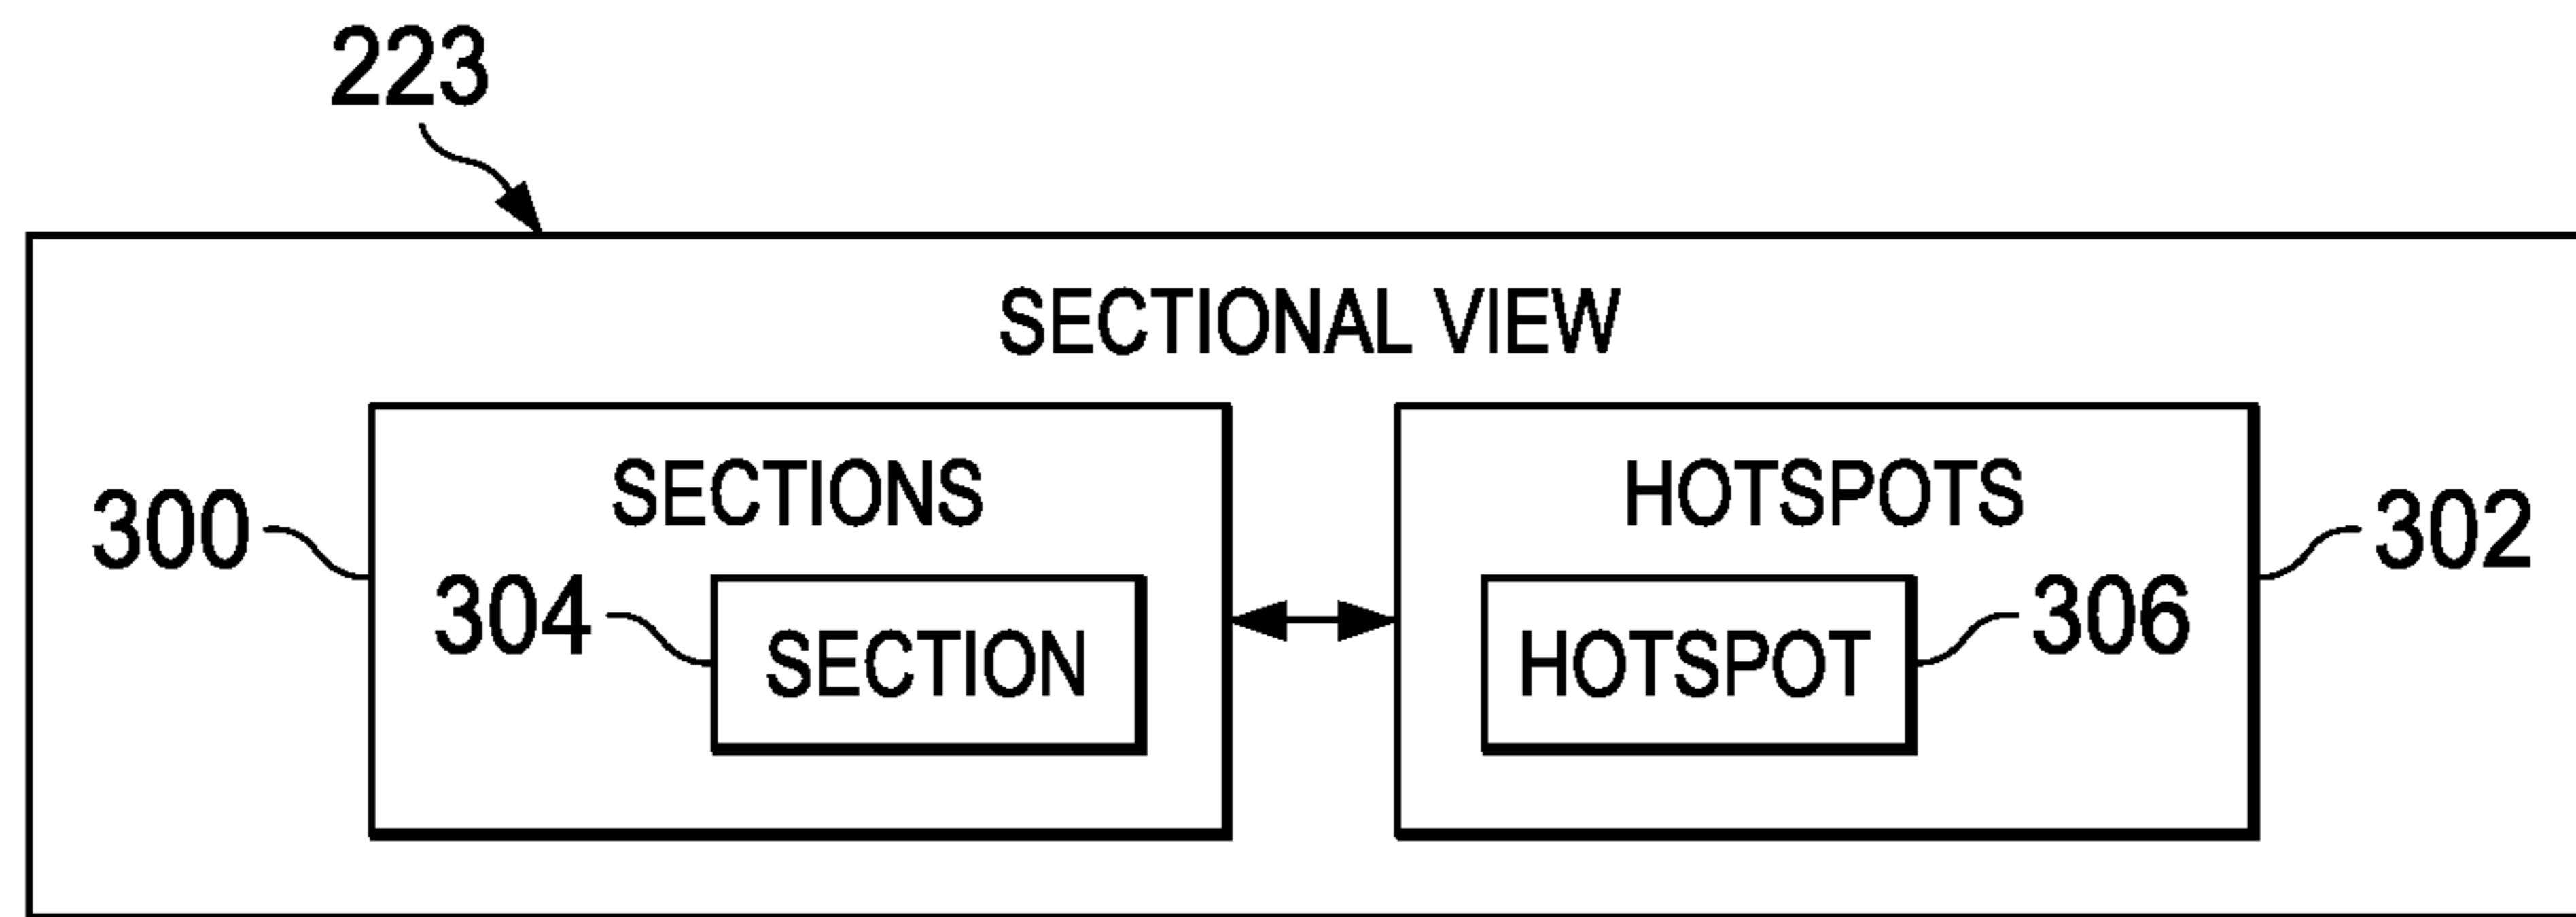 223
SECTIONAL VIEW
SECTIONS
HOTSPOTS
300
302
304
SECTION
HOTSPOT
306